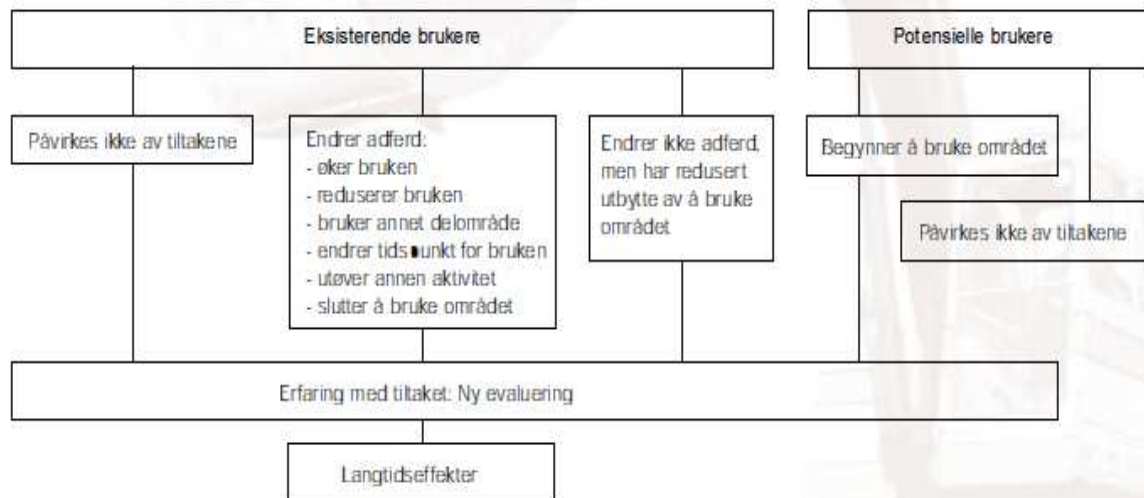 Eksisterende brukere
Potensielle brukere
Påvirkes ikke av tiltakene
Endrer adferd:
- øker bruken
- reduserer bruken
- bruker annet delområde
- endrer tidspunkt for bruken
- utøver annen aktivitet
- slutter å bruke området
Endrer ikke adferd,
men har redusert
utbytte av å bruke
området
Begynner å bruke området
Påvirkes ikke av tiltakene
Erfaring med tiltaket: Ny evaluering
Langtidseffekter